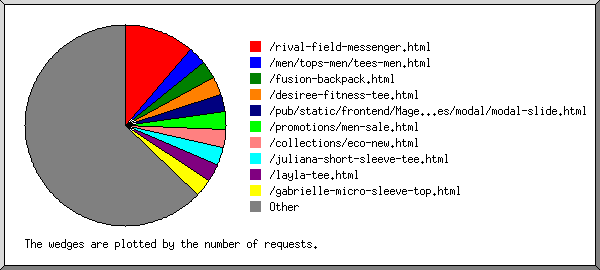 /rival-field-messenger.html
/men/tops-men/tees-men.html
/fusion-backpack.html
/desiree-fitness-tee.html
/pub/static/frontend/Mage...es/modal/modal-slide.html
/promotions/men-sale.html
/collections/eco-new.html
/juliana-short-sleeve-tee.html
/layla-tee.html
/gabrielle-micro-sleeve-top.html
Other
The wedges are plotted by the number of requests.